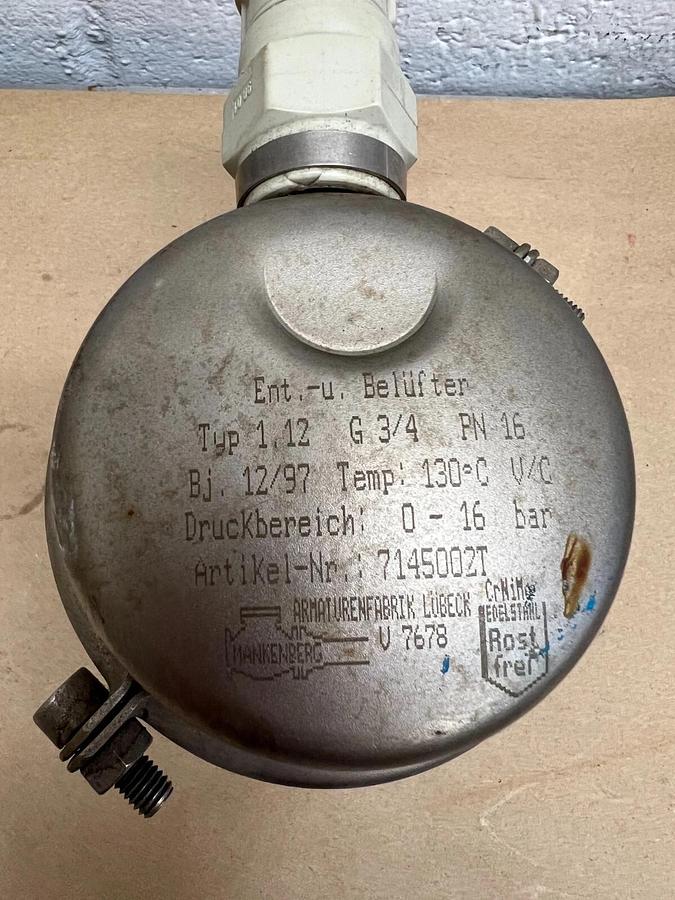 Ent.-u. Belüfter
Typ 1.12 G 3/4 PN 16
Bj. 12/97 Temp: 130°C V/C
Druckbereich: 0 - 16 bar
Artikel-Nr.: 7145002T
ARMATURENFABRIK LÜBECK
MANKENBERG
U 7678
CrNiMo
EDELSTAHL
Rost
frei